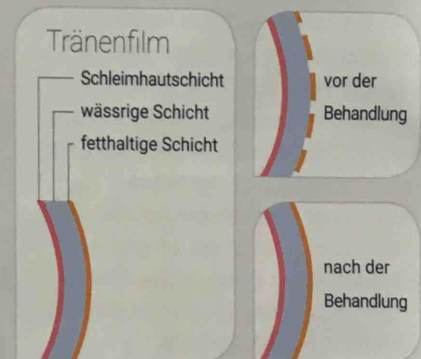 Tränenfilm
Schleimhautschicht
wässrige Schicht
fetthaltige Schicht
vor der
Behandlung
nach der
Behandlung